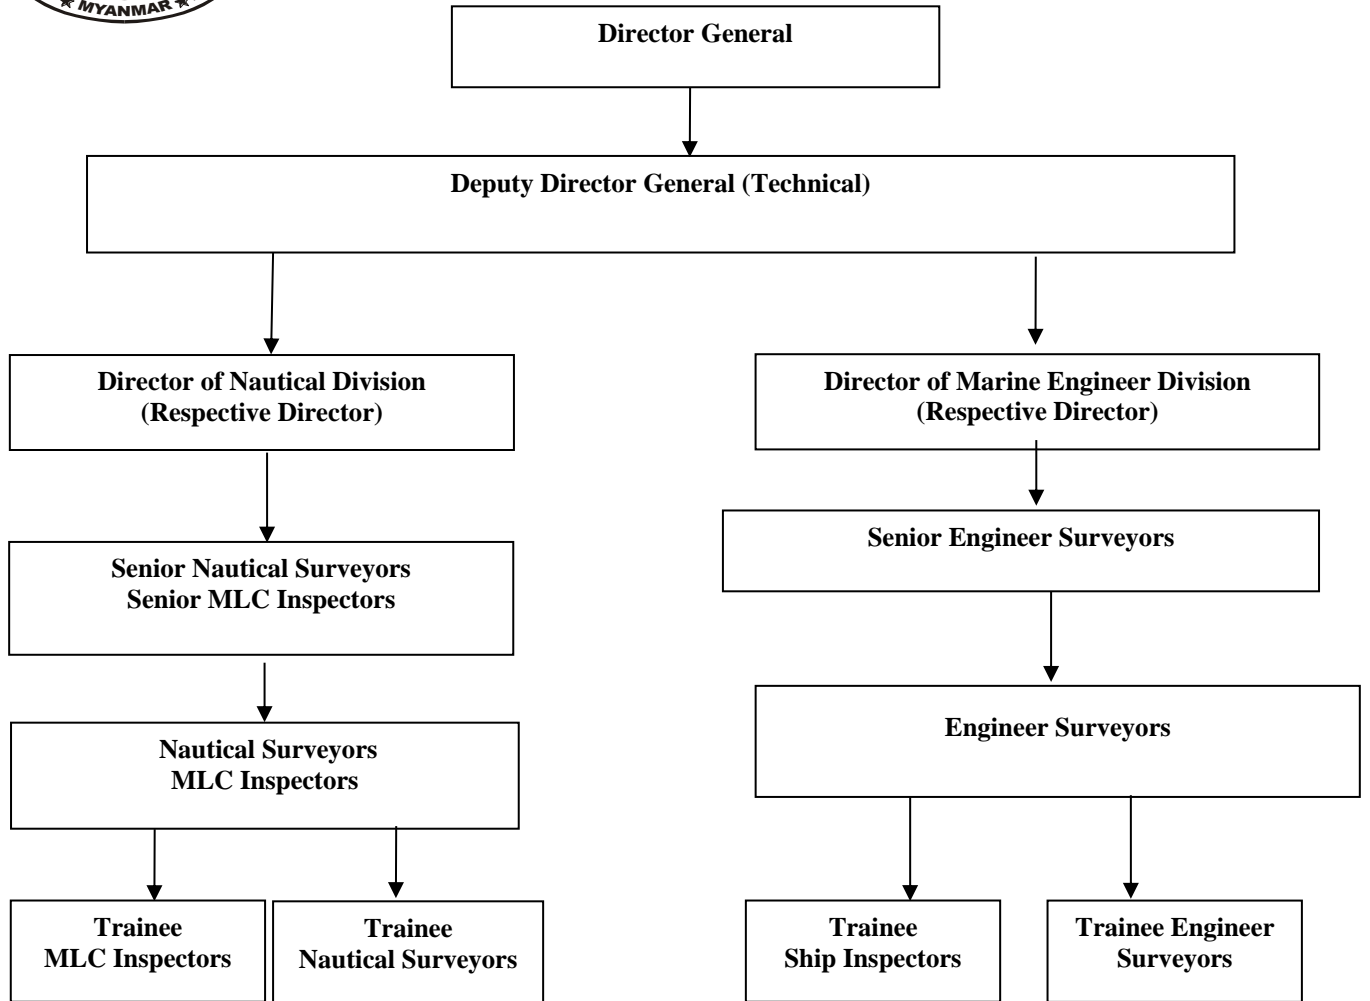 MYANMAR
Director General
Deputy Director General (Technical)
Director of Nautical Division
(Respective Director)
Director of Marine Engineer Division
(Respective Director)
Senior Nautical Surveyors
Senior MLC Inspectors
Senior Engineer Surveyors
Nautical Surveyors
MLC Inspectors
Engineer Surveyors
Trainee
MLC Inspectors
Trainee
Nautical Surveyors
Trainee
Ship Inspectors
Trainee Engineer
Surveyors